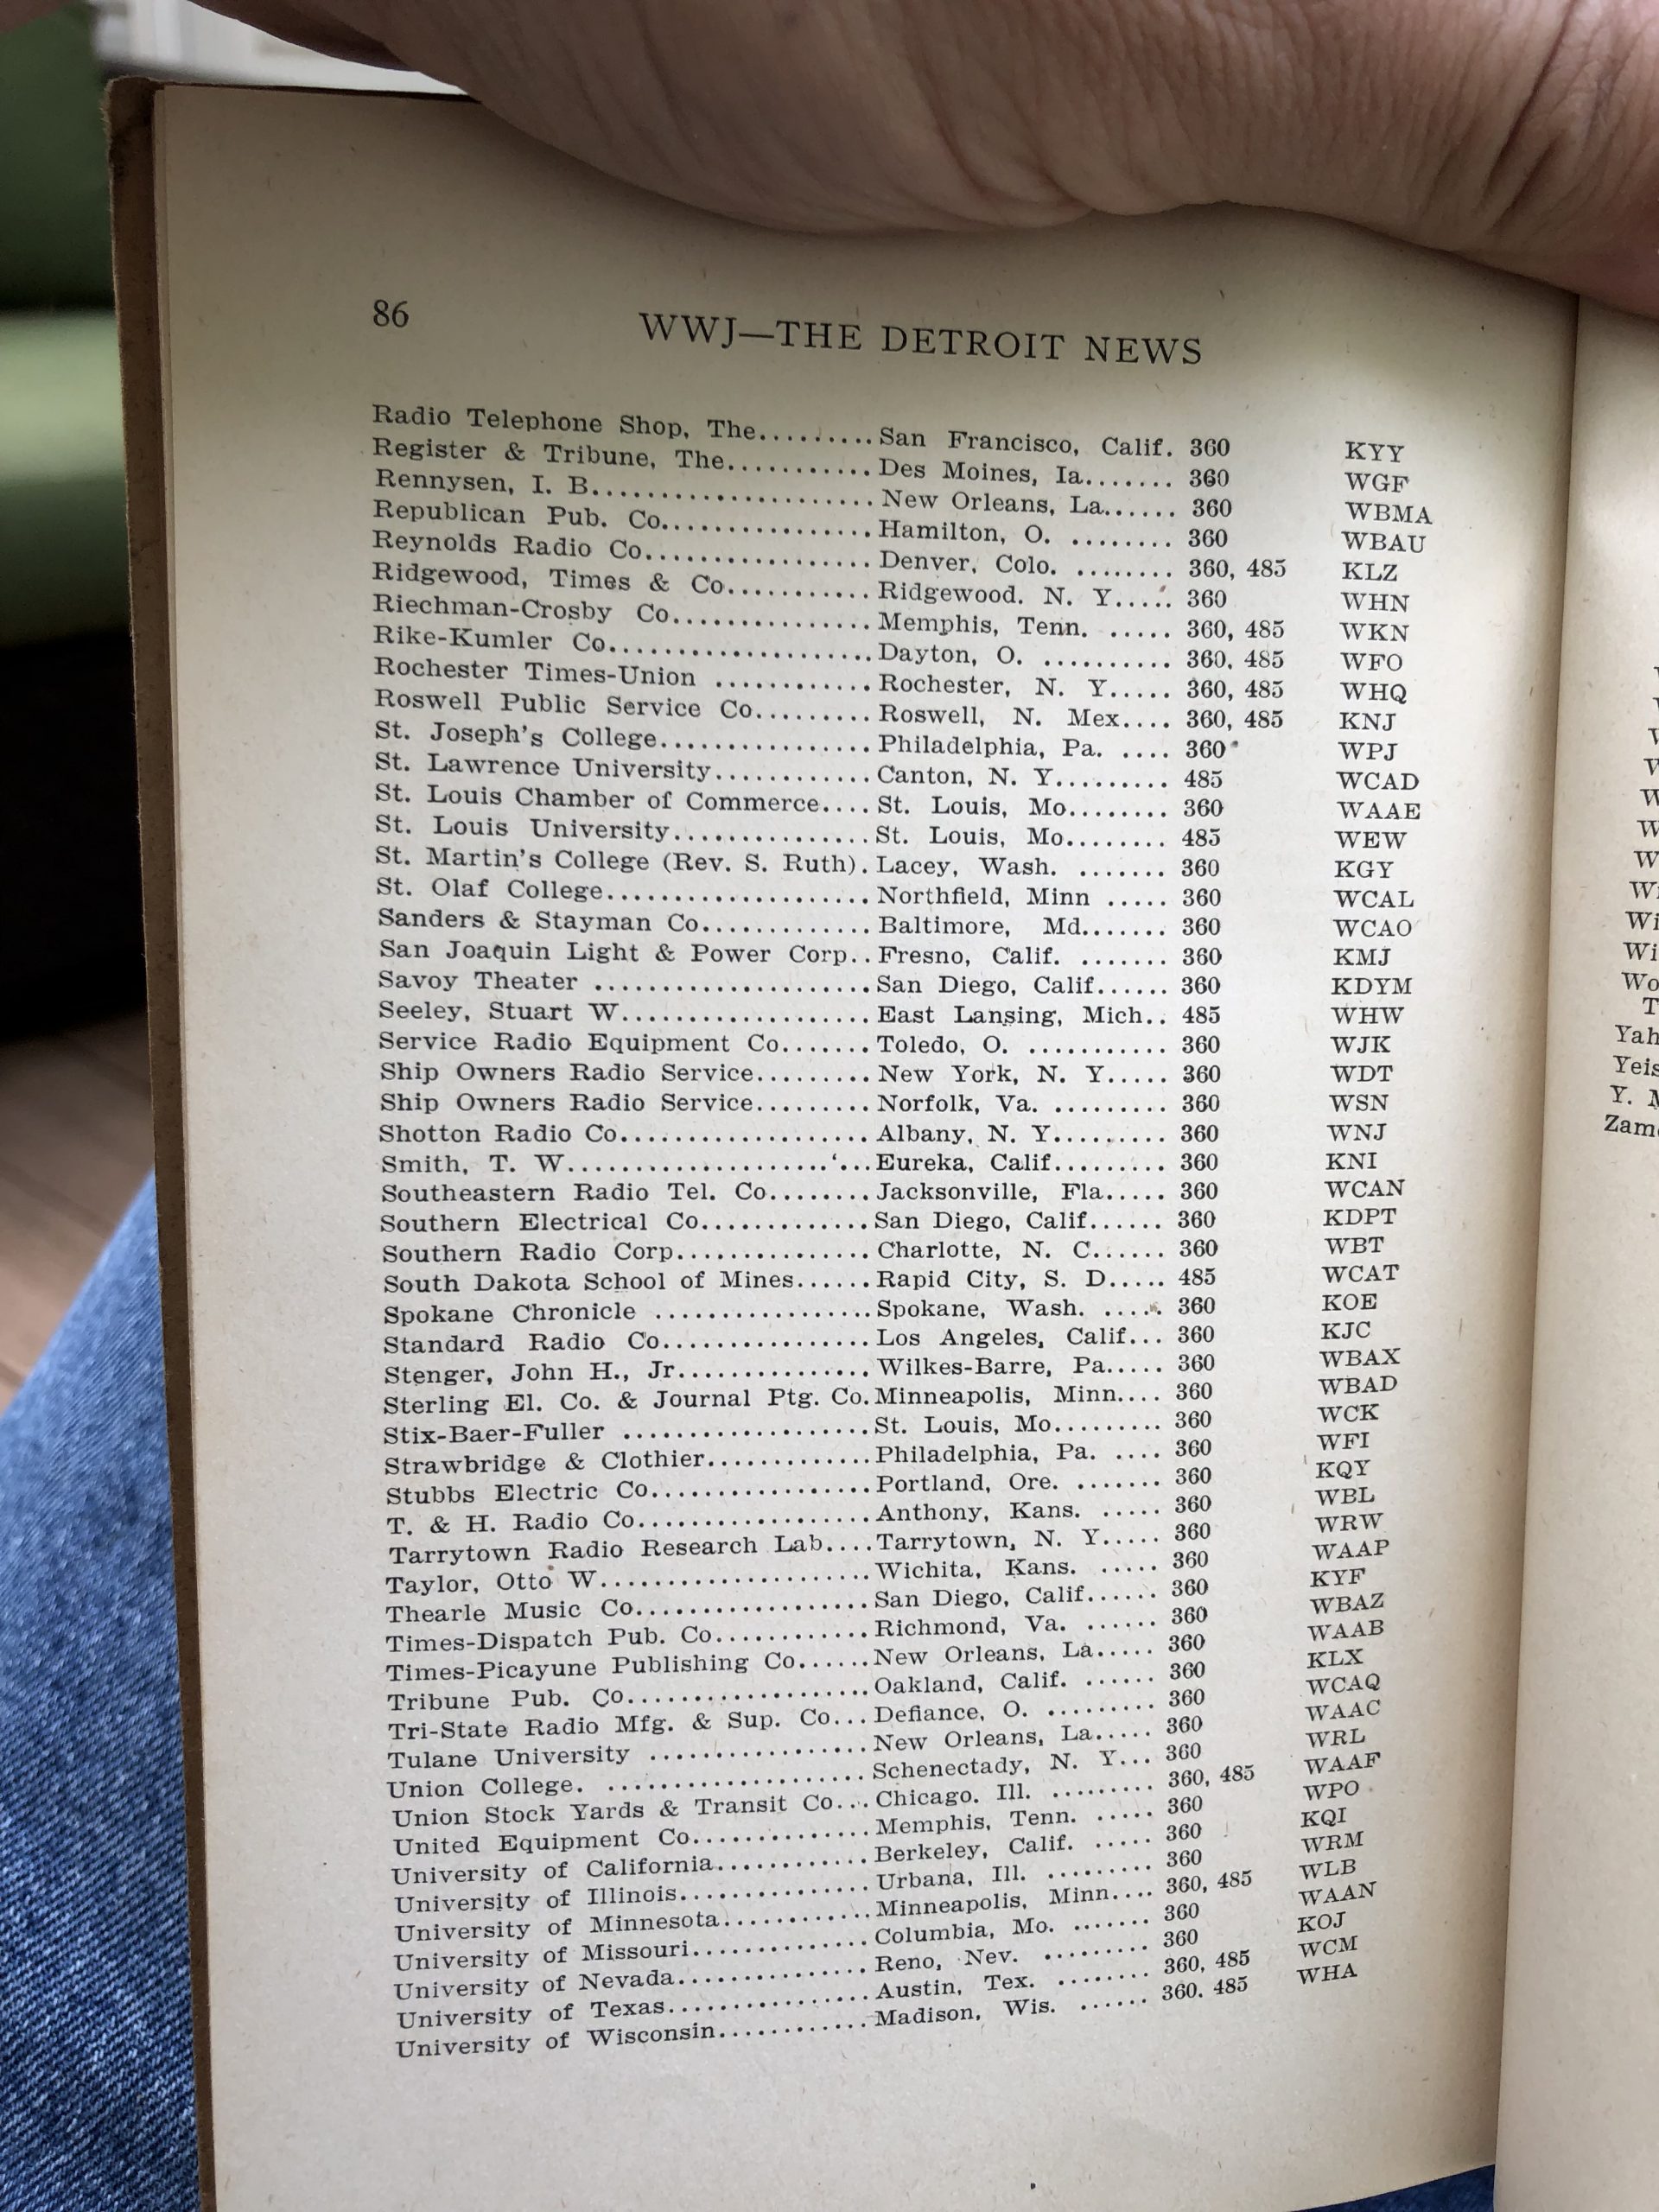 86
WWJ—THE DETROIT NEWS
Radio Telephone Shop, The.........San Francisco, Calif. 360 KYY
Register & Tribune, The...........Des Moines, Ia....... 360 WGF
Rennysen, I. B......................New Orleans, La...... 360 WBMA
Republican Pub. Co................Hamilton, O. ........ 360 WBAU
Reynolds Radio Co..................Denver, Colo. ........ 360, 485 KLZ
Ridgewood, Times & Co...........Ridgewood. N. Y..... 360 WHN
Riechman-Crosby Co...............Memphis, Tenn. ..... 360, 485 WKN
Rike-Kumler Co.....................Dayton, O. .......... 360, 485 WFO
Rochester Times-Union ............Rochester, N. Y..... 360, 485 WHQ
Roswell Public Service Co.........Roswell, N. Mex.... 360, 485 KNJ
St. Joseph's College................Philadelphia, Pa. .... 360 WPJ
St. Lawrence University............Canton, N. Y......... 485 WCAD
St. Louis Chamber of Commerce....St. Louis, Mo........ 360 WAAE
St. Louis University...............St. Louis, Mo........ 485 WEW
St. Martin's College (Rev. S. Ruth).Lacey, Wash. ....... 360 KGY
St. Olaf College....................Northfield, Minn ..... 360 WCAL
Sanders & Stayman Co.............Baltimore, Md....... 360 WCAO
San Joaquin Light & Power Corp..Fresno, Calif. ....... 360 KMJ
Savoy Theater .....................San Diego, Calif...... 360 KDYM
Seeley, Stuart W...................East Lansing, Mich.. 485 WHW
Service Radio Equipment Co.......Toledo, O. ........... 360 WJK
Ship Owners Radio Service.........New York, N. Y..... 360 WDT
Ship Owners Radio Service.........Norfolk, Va. ......... 360 WSN
Shotton Radio Co...................Albany, N. Y......... 360 WNJ
Smith, T. W.......................Eureka, Calif......... 360 KNI
Southeastern Radio Tel. Co........Jacksonville, Fla..... 360 WCAN
Southern Electrical Co.............San Diego, Calif...... 360 KDPT
Southern Radio Corp...............Charlotte, N. C...... 360 WBT
South Dakota School of Mines......Rapid City, S. D..... 485 WCAT
Spokane Chronicle .................Spokane, Wash. ..... 360 KOE
Standard Radio Co................Los Angeles, Calif... 360 KJC
Stenger, John H., Jr...............Wilkes-Barre, Pa..... 360 WBAX
Sterling El. Co. & Journal Ptg. Co.Minneapolis, Minn.... 360 WBAD
Stix-Baer-Fuller ...................St. Louis, Mo......... 360 WCK
Strawbridge & Clothier.............Philadelphia, Pa. .... 360 WFI
Stubbs Electric Co.................Portland, Ore. ....... 360 KQY
T. & H. Radio Co..................Anthony, Kans. ..... 360 WBL
Tarrytown Radio Research Lab....Tarrytown, N. Y..... 360 WRW
Taylor, Otto W.....................Wichita, Kans. ..... 360 WAAP
Thearle Music Co..................San Diego, Calif...... 360 KYF
Times-Dispatch Pub. Co............Richmond, Va. ...... 360 WBAZ
Times-Picayune Publishing Co......New Orleans, La..... 360 WAAB
Tribune Pub. Co...................Oakland, Calif. ...... 360 KLX
Tri-State Radio Mfg. & Sup. Co...Defiance, O. ......... 360 WCAQ
Tulane University .................New Orleans, La..... 360 WAAC
Union College. .....................Schenectady, N. Y... 360 WRL
Union Stock Yards & Transit Co...Chicago. Ill. ......... 360, 485 WAAF
United Equipment Co..............Memphis, Tenn. ..... 360 WPO
University of California............Berkeley, Calif. ..... 360 KQI
University of Illinois...............Urbana, Ill. ......... 360 WRM
University of Minnesota............Minneapolis, Minn.... 360, 485 WLB
University of Missouri..............Columbia, Mo. ....... 360 WAAN
University of Nevada...............Reno, Nev. ......... 360 KOJ
University of Texas................Austin, Tex. ........ 360, 485 WCM
University of Wisconsin............Madison, Wis. ...... 360. 485 WHA